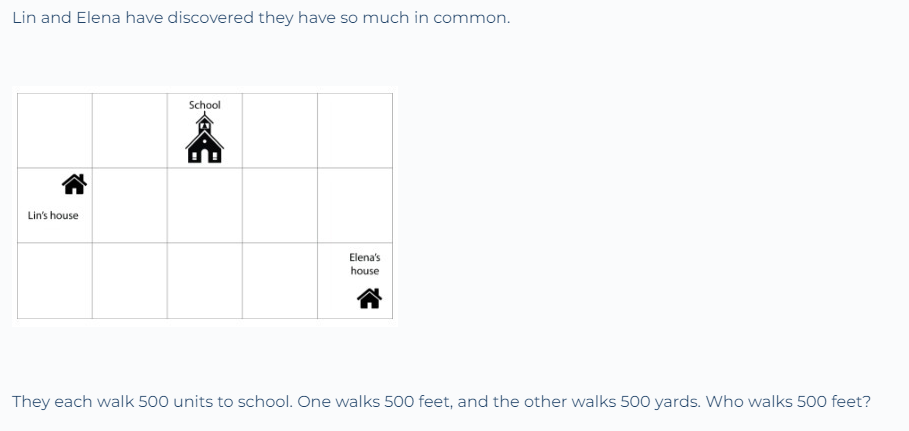 Lin and Elena have discovered they have so much in common.
School
Lin's house
Elena's
house
They each walk 500 units to school. One walks 500 feet, and the other walks 500 yards. Who walks 500 feet?